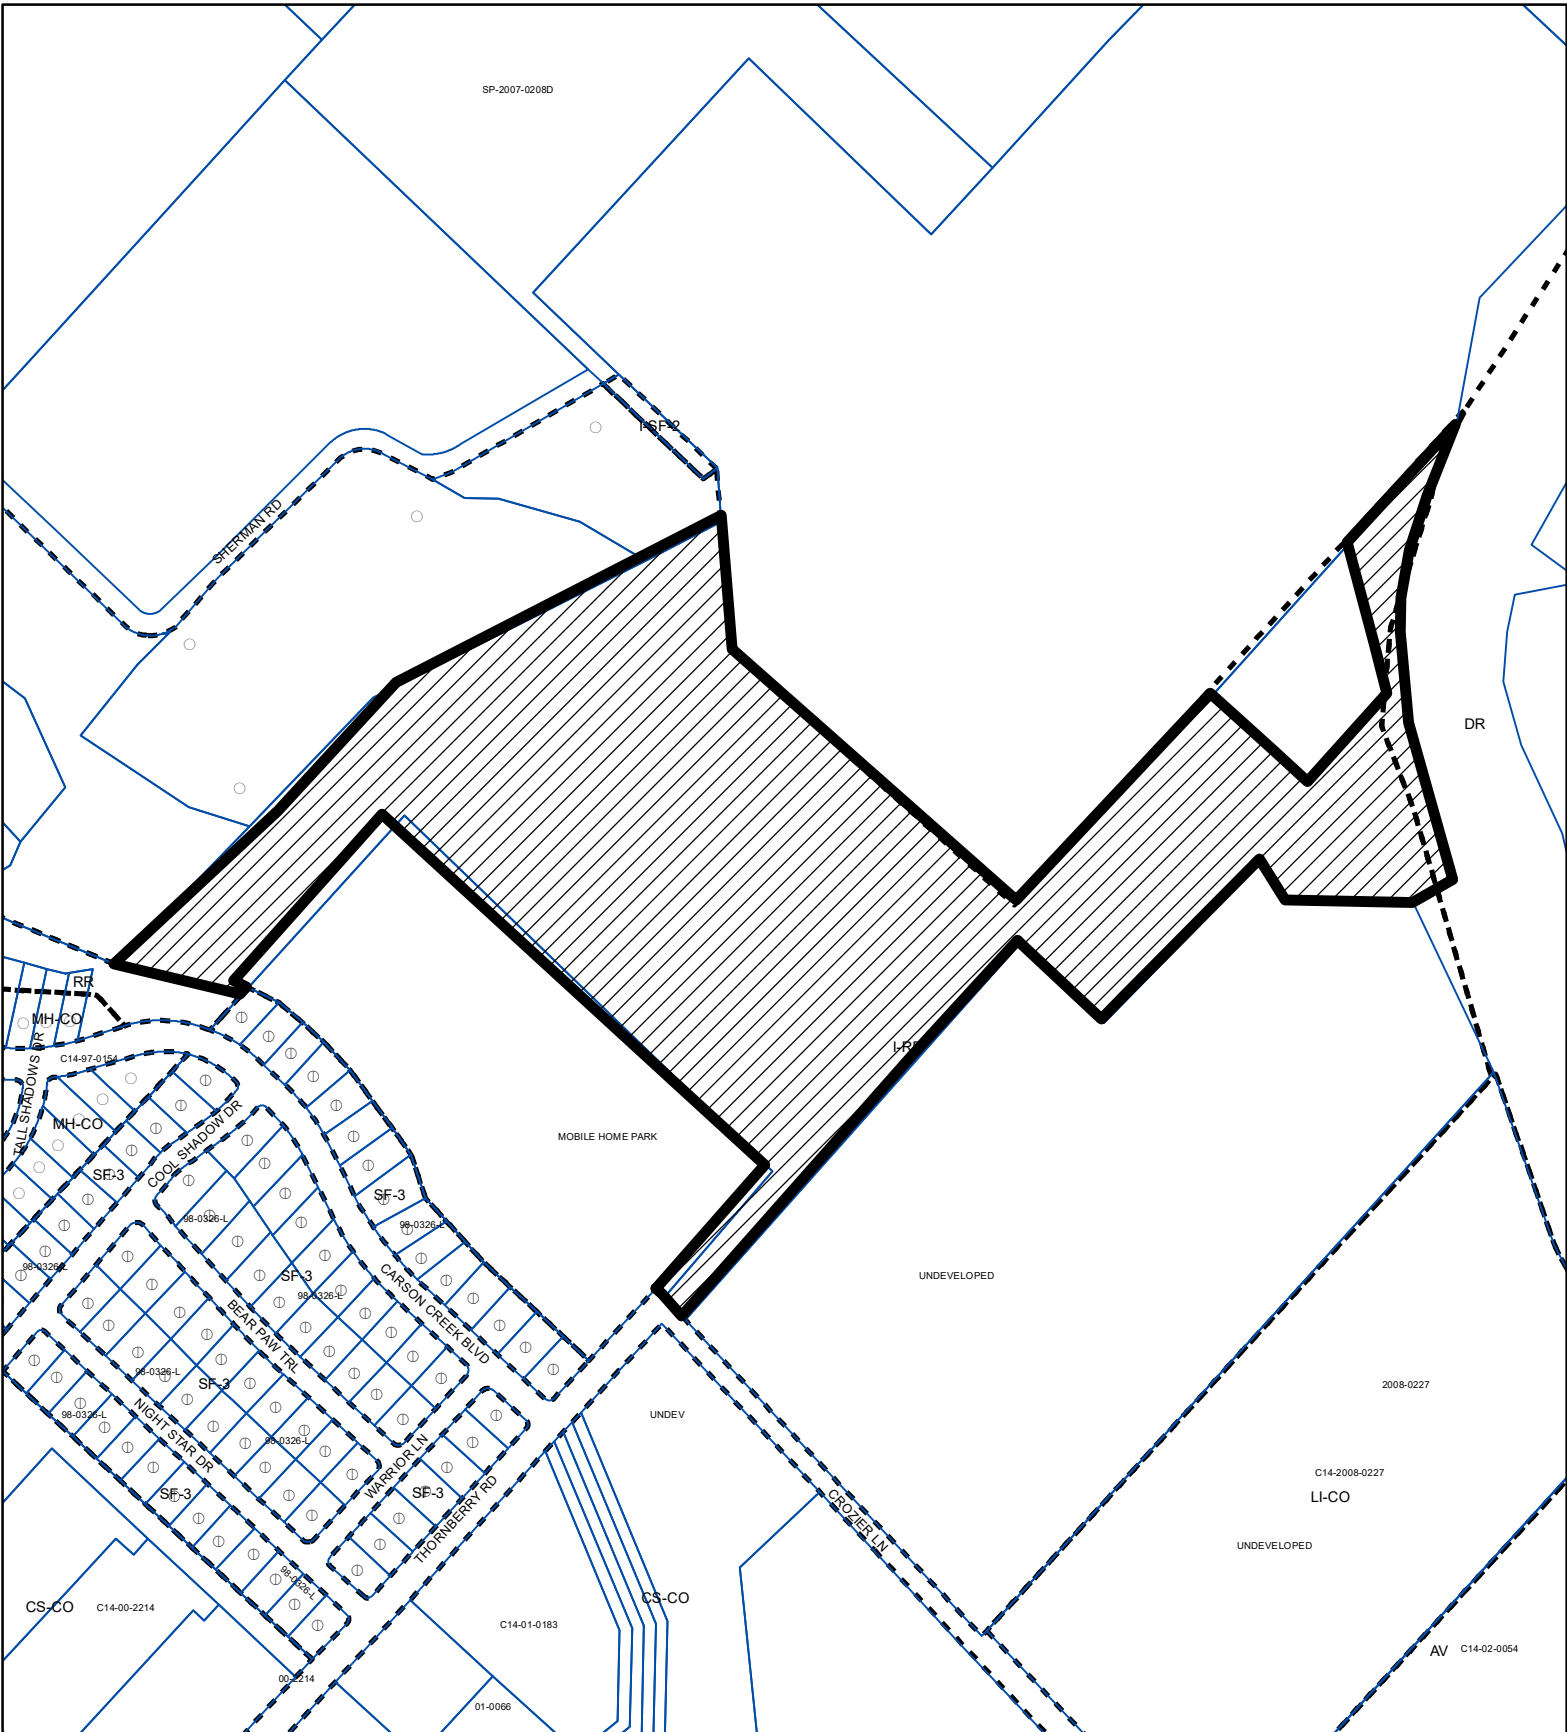 SP-2007-0208D
I-SF-2
SHERMAN RD
DR
RR
MH-CO
I-RR
C14-97-0154
TALL SHADOWS DR
MH-CO
MOBILE HOME PARK
COOL SHADOW DR
SF-3
SF-3
98-0326-L
98-0326-L
98-0326-L
SF-3
UNDEVELOPED
98-0326-L
CARSON CREEK BLVD
BEAR PAW TRL
98-0326-L
SF-3
2008-0227
98-0326-L
UNDEV
NIGHT STAR DR
98-0326-L
WARRIOR LN
C14-2008-0227
SF-3
SF-3
LI-CO
THORNBERRY RD
CROZIER LN
UNDEVELOPED
98-0326-L
CS-CO
CS-CO
C14-00-2214
C14-01-0183
AV
C14-02-0054
00-2214
01-0066